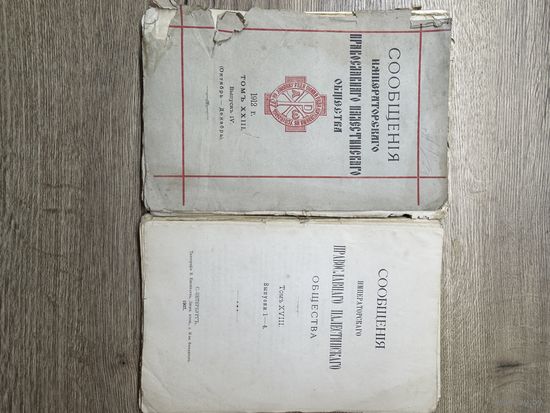 СООБЩЕНІЯ
ИМПЕРАТОРСКАГО
ПРАВОСЛАВНАГО ПАЛЕСТИНСКАГО
ОБЩЕСТВА
ТОМЪ XXIII.
Выпускъ IV.
1912 г.
(Октябрь—Декабрь)
СООБЩЕНІЯ
ИМПЕРАТОРСКАГО
ПРАВОСЛАВНАГО ПАЛЕСТИНСКАГО
ОБЩЕСТВА
Томъ XVIII.
Выпуски 1—4.
С.-ПЕТЕРБУРГЪ.
1907.